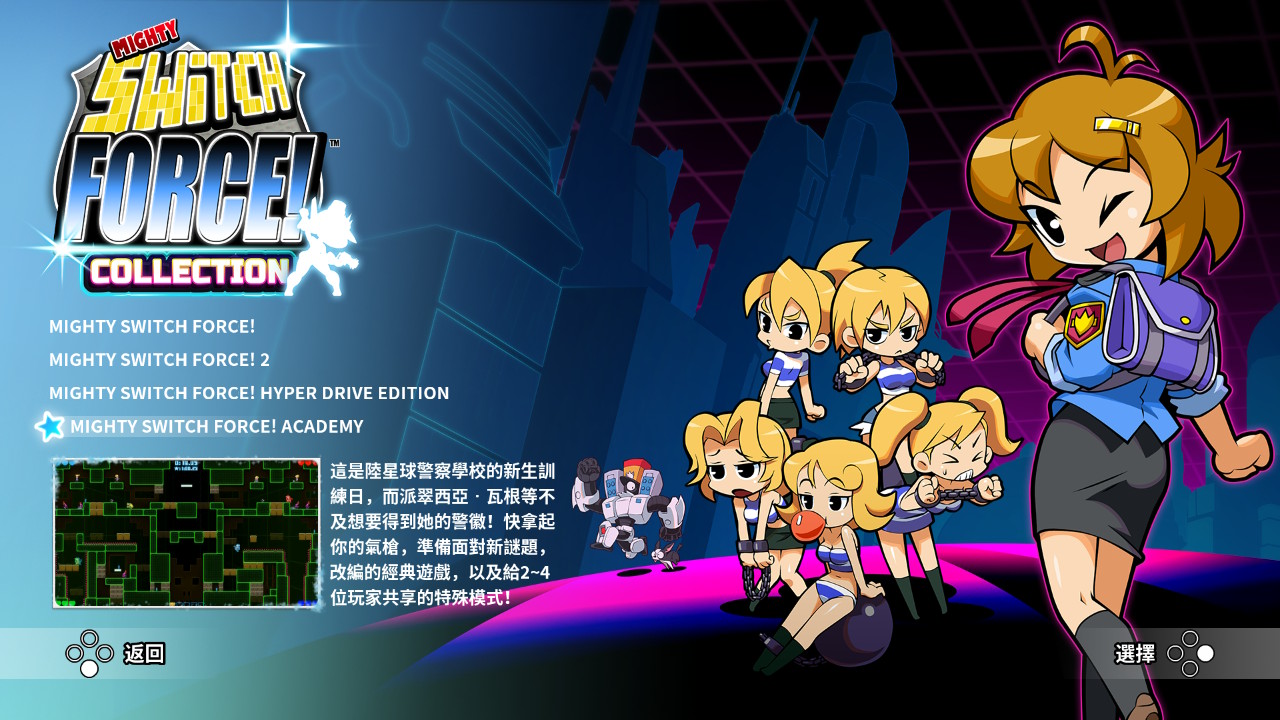 MIGHTY
SWITCH
FORCE!
TM
COLLECTION
MIGHTY SWITCH FORCE!
MIGHTY SWITCH FORCE! 2
MIGHTY SWITCH FORCE! HYPER DRIVE EDITION
MIGHTY SWITCH FORCE! ACADEMY
這是陸星球警察學校的新生訓
練日，而派翠西亞．瓦根等不
及想要得到她的警徽！快拿起
你的氣槍，準備面對新謎題，
改編的經典遊戲，以及給2~4
位玩家共享的特殊模式！
返回
選擇